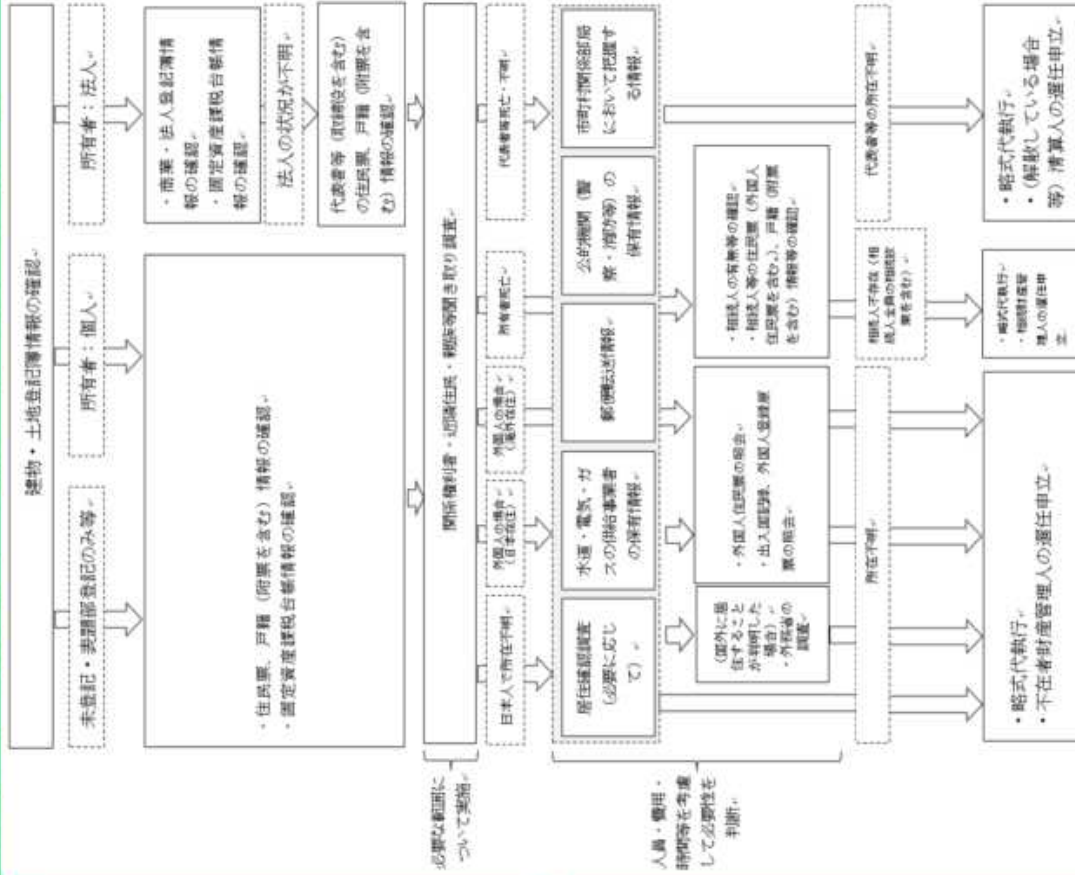 建物・土地登記簿情報の確認
未登記・表題部登記のみ等
所有者：個人
所有者：法人
・住民票、戸籍（附票を含む）情報の確認
・固定資産課税台帳情報の確認
・商業・法人登記簿情
報の確認
・固定資産課税台帳情
報の確認
法人の状況が不明
代表者等（取締役を含む）
の住民票、戸籍（附票を含
む）情報の確認
必要な範囲に
ついて実施
関係権利者・近隣住民・親族等聞き取り調査
日本人で所在不明
外国人の場合
（日本在住）
外国人の場合
（海外在住）
所有者死亡
代表者等死亡・不明
人員・費用・
時間等を考慮
して必要性を
判断
居住確認調査
（必要に応じ
て）
水道・電気・ガ
スの供給事業者
の保有情報
郵便転送情報
公的機関（警
察・消防等）の
保有情報
市町村関係部局
において把握す
る情報
（国外に居
住すること
が判明した
場合）
・外務省の
調査
・外国人住民票の照会
・出入国記録、外国人登録原
票の照会
・相続人の有無等の確認
・相続人等の住民票（外国人
住民票を含む。）、戸籍（附票
を含む）情報等の確認
所在不明
相続人不存在（相
続人全員の相続放
棄を含む）
代表者等の所在不明
・略式代執行
・不在者財産管理人の選任申立
・略式代執行
・相続財産管
理人の選任申
立
・略式代執行
・（解散している場合
等）清算人の選任申立